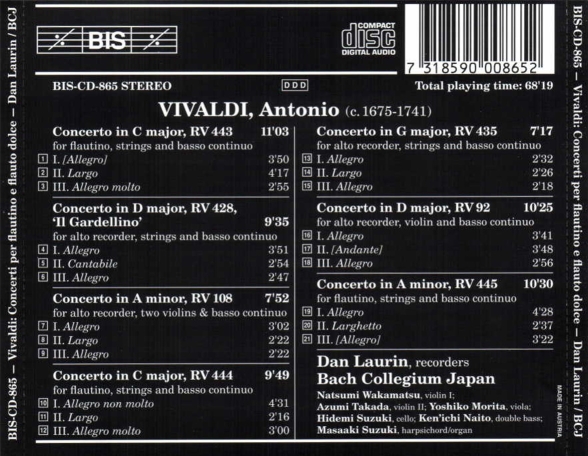 BIS
COMPACT
disc
DIGITAL AUDIO
7 318590 008652
BIS-CD-865 STEREO
DDD
Total playing time: 68'19
VIVALDI, Antonio (c. 1675-1741)
Concerto in C major, RV 443 11'03
for flautino, strings and basso continuo
1 I. [Allegro] 3'50
2 II. Largo 4'17
3 III. Allegro molto 2'55
Concerto in D major, RV 428,
'Il Gardellino' 9'35
for alto recorder, strings and basso continuo
4 I. Allegro 3'51
5 II. Cantabile 2'54
6 III. Allegro 2'47
Concerto in A minor, RV 108 7'52
for alto recorder, two violins & basso continuo
7 I. Allegro 3'02
8 II. Largo 2'22
9 III. Allegro 2'22
Concerto in C major, RV 444 9'49
for flautino, strings and basso continuo
10 I. Allegro non molto 4'31
11 II. Largo 2'16
12 III. Allegro molto 3'00
Concerto in G major, RV 435 7'17
for alto recorder, strings and basso continuo
13 I. Allegro 2'32
14 II. Largo 2'26
15 III. Allegro 2'18
Concerto in D major, RV 92 10'25
for alto recorder, violin and basso continuo
16 I. Allegro 3'41
17 II. [Andante] 3'48
18 III. Allegro 2'56
Concerto in A minor, RV 445 10'30
for flautino, strings and basso continuo
19 I. Allegro 4'28
20 II. Larghetto 2'37
21 III. [Allegro] 3'22
Dan Laurin, recorders
Bach Collegium Japan
Natsumi Wakamatsu, violin I;
Azumi Takada, violin II; Yoshiko Morita, viola;
Hidemi Suzuki, cello; Ken'ichi Naito, double bass;
Masaaki Suzuki, harpsichord/organ
MADE IN AUSTRIA
BIS-CD-865 – Vivaldi: Concerti per flautino e flauto dolce – Dan Laurin / BCJ
BIS-CD-865 – Vivaldi: Concerti per flautino e flauto dolce – Dan Laurin / BCJ